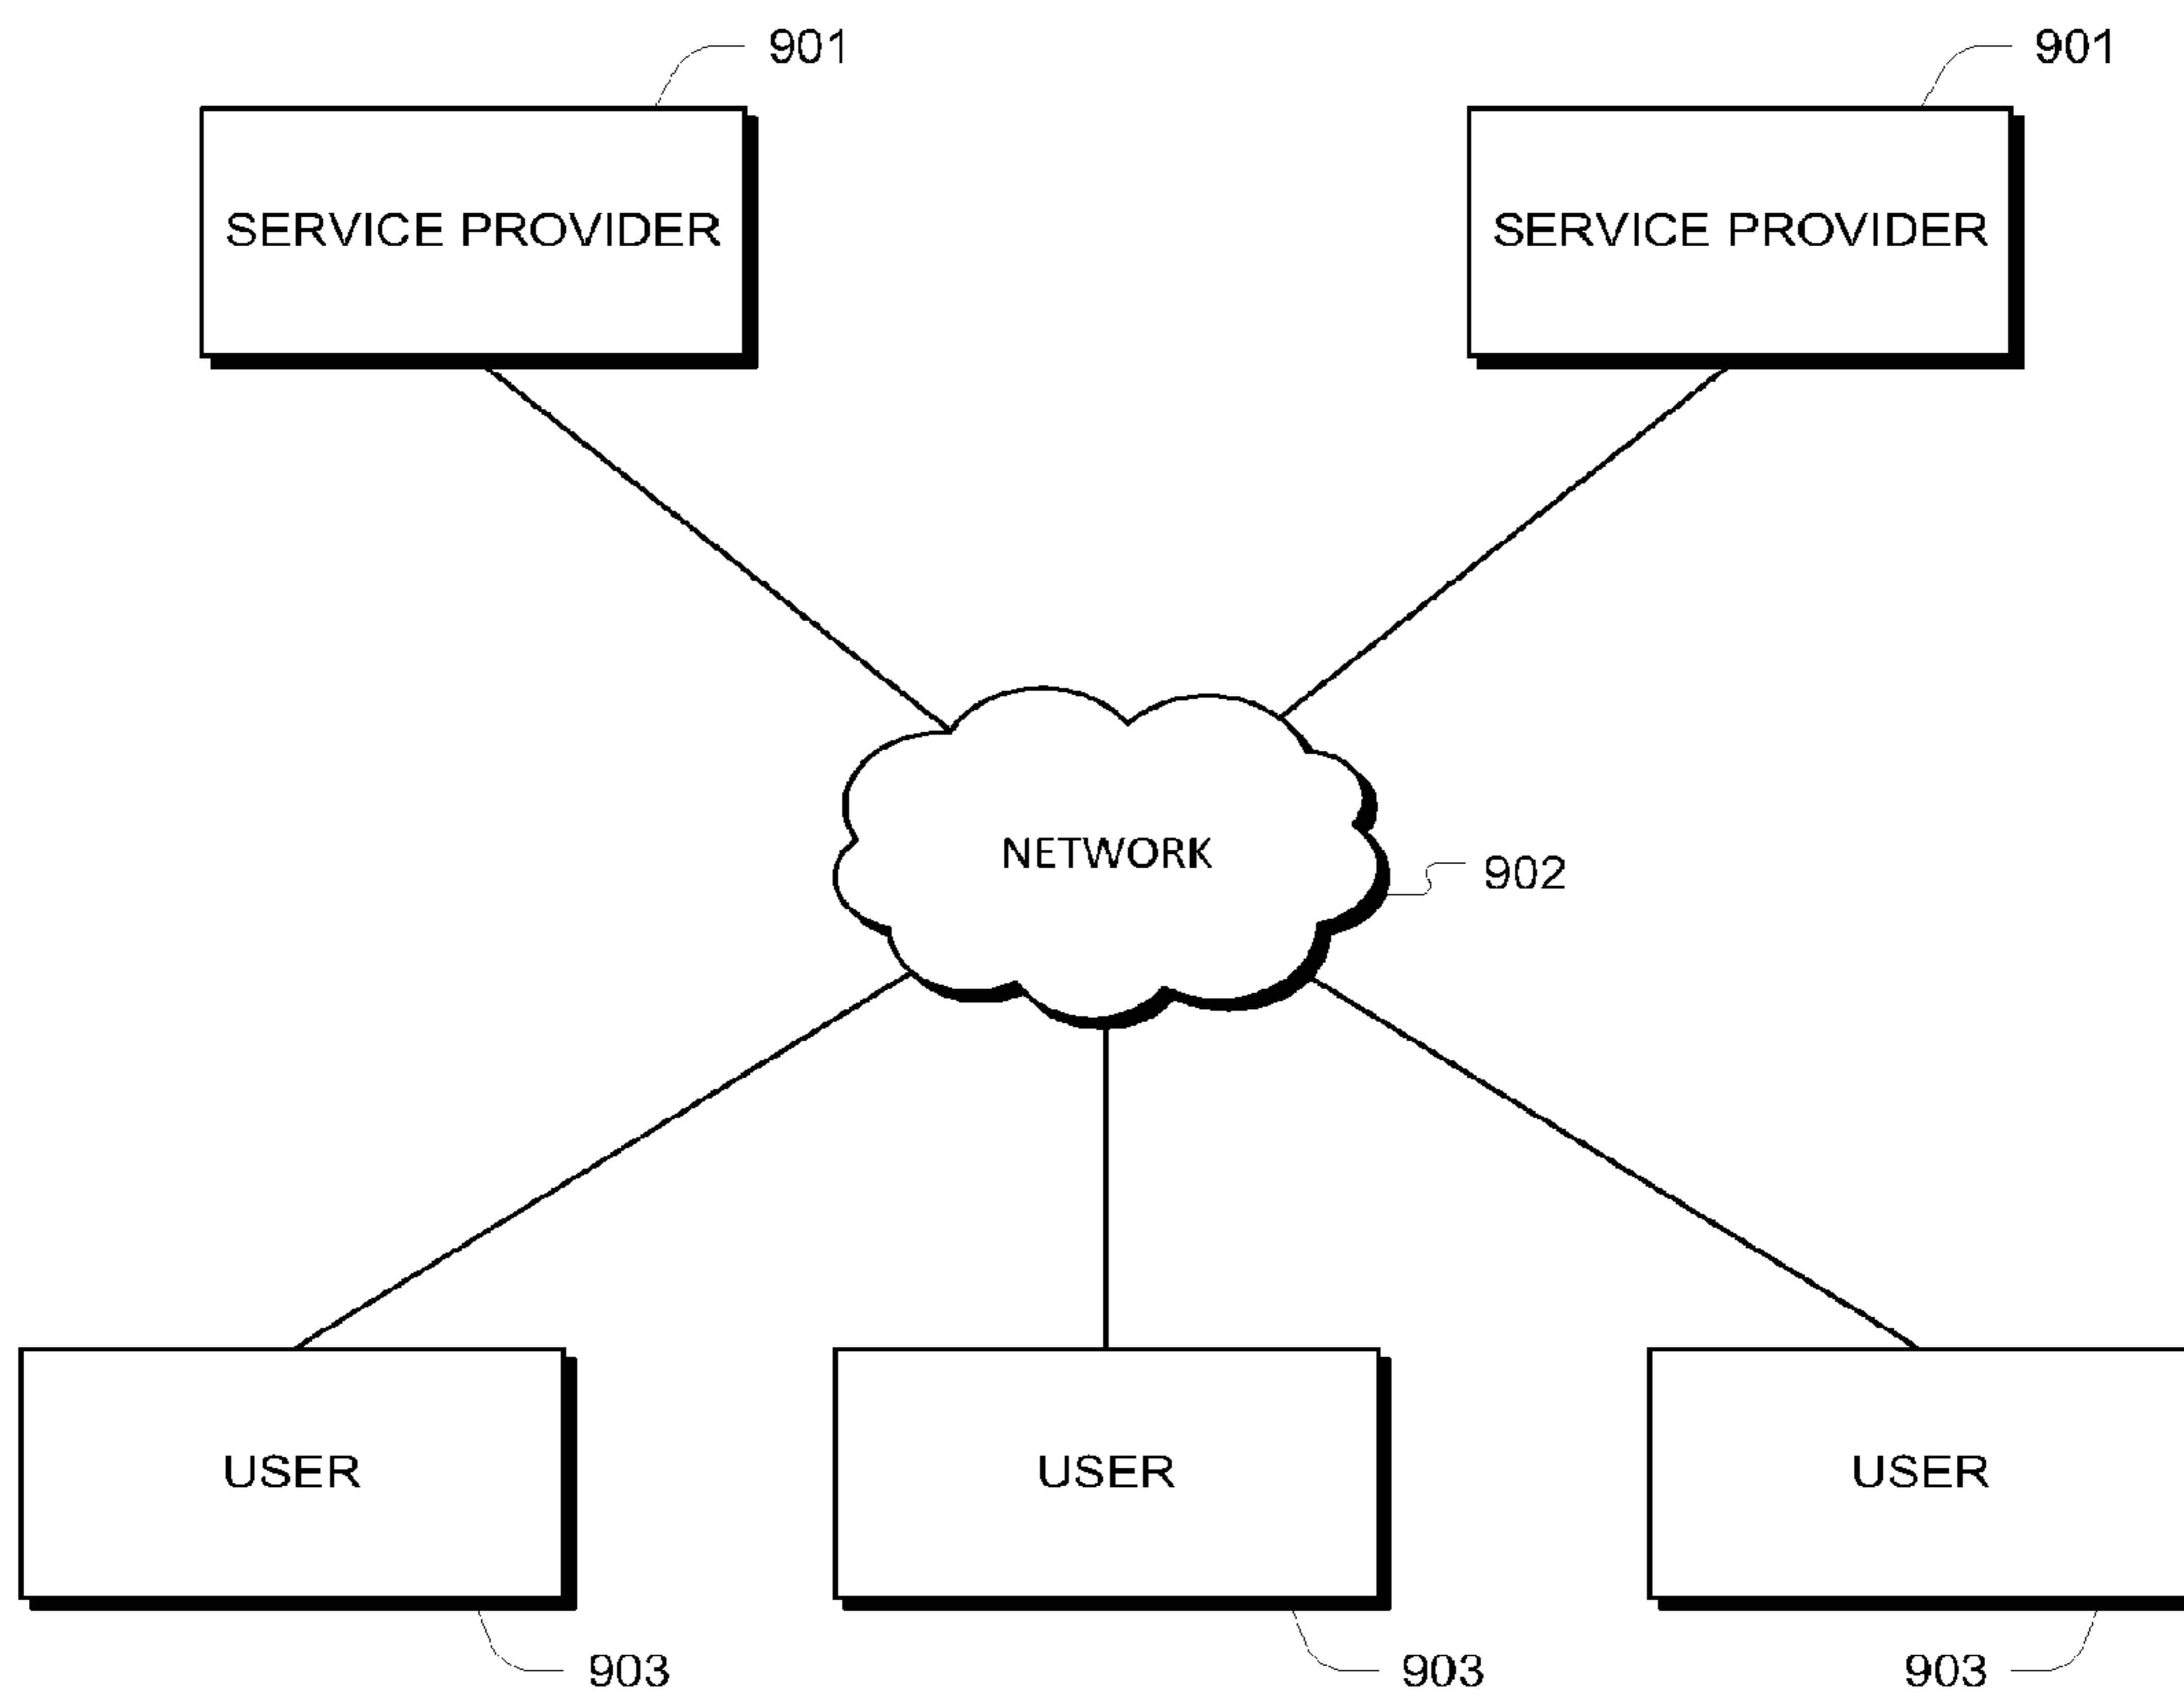 901
901
SERVICE PROVIDER
SERVICE PROVIDER
NETWORK
902
USER
USER
USER
903
903
903